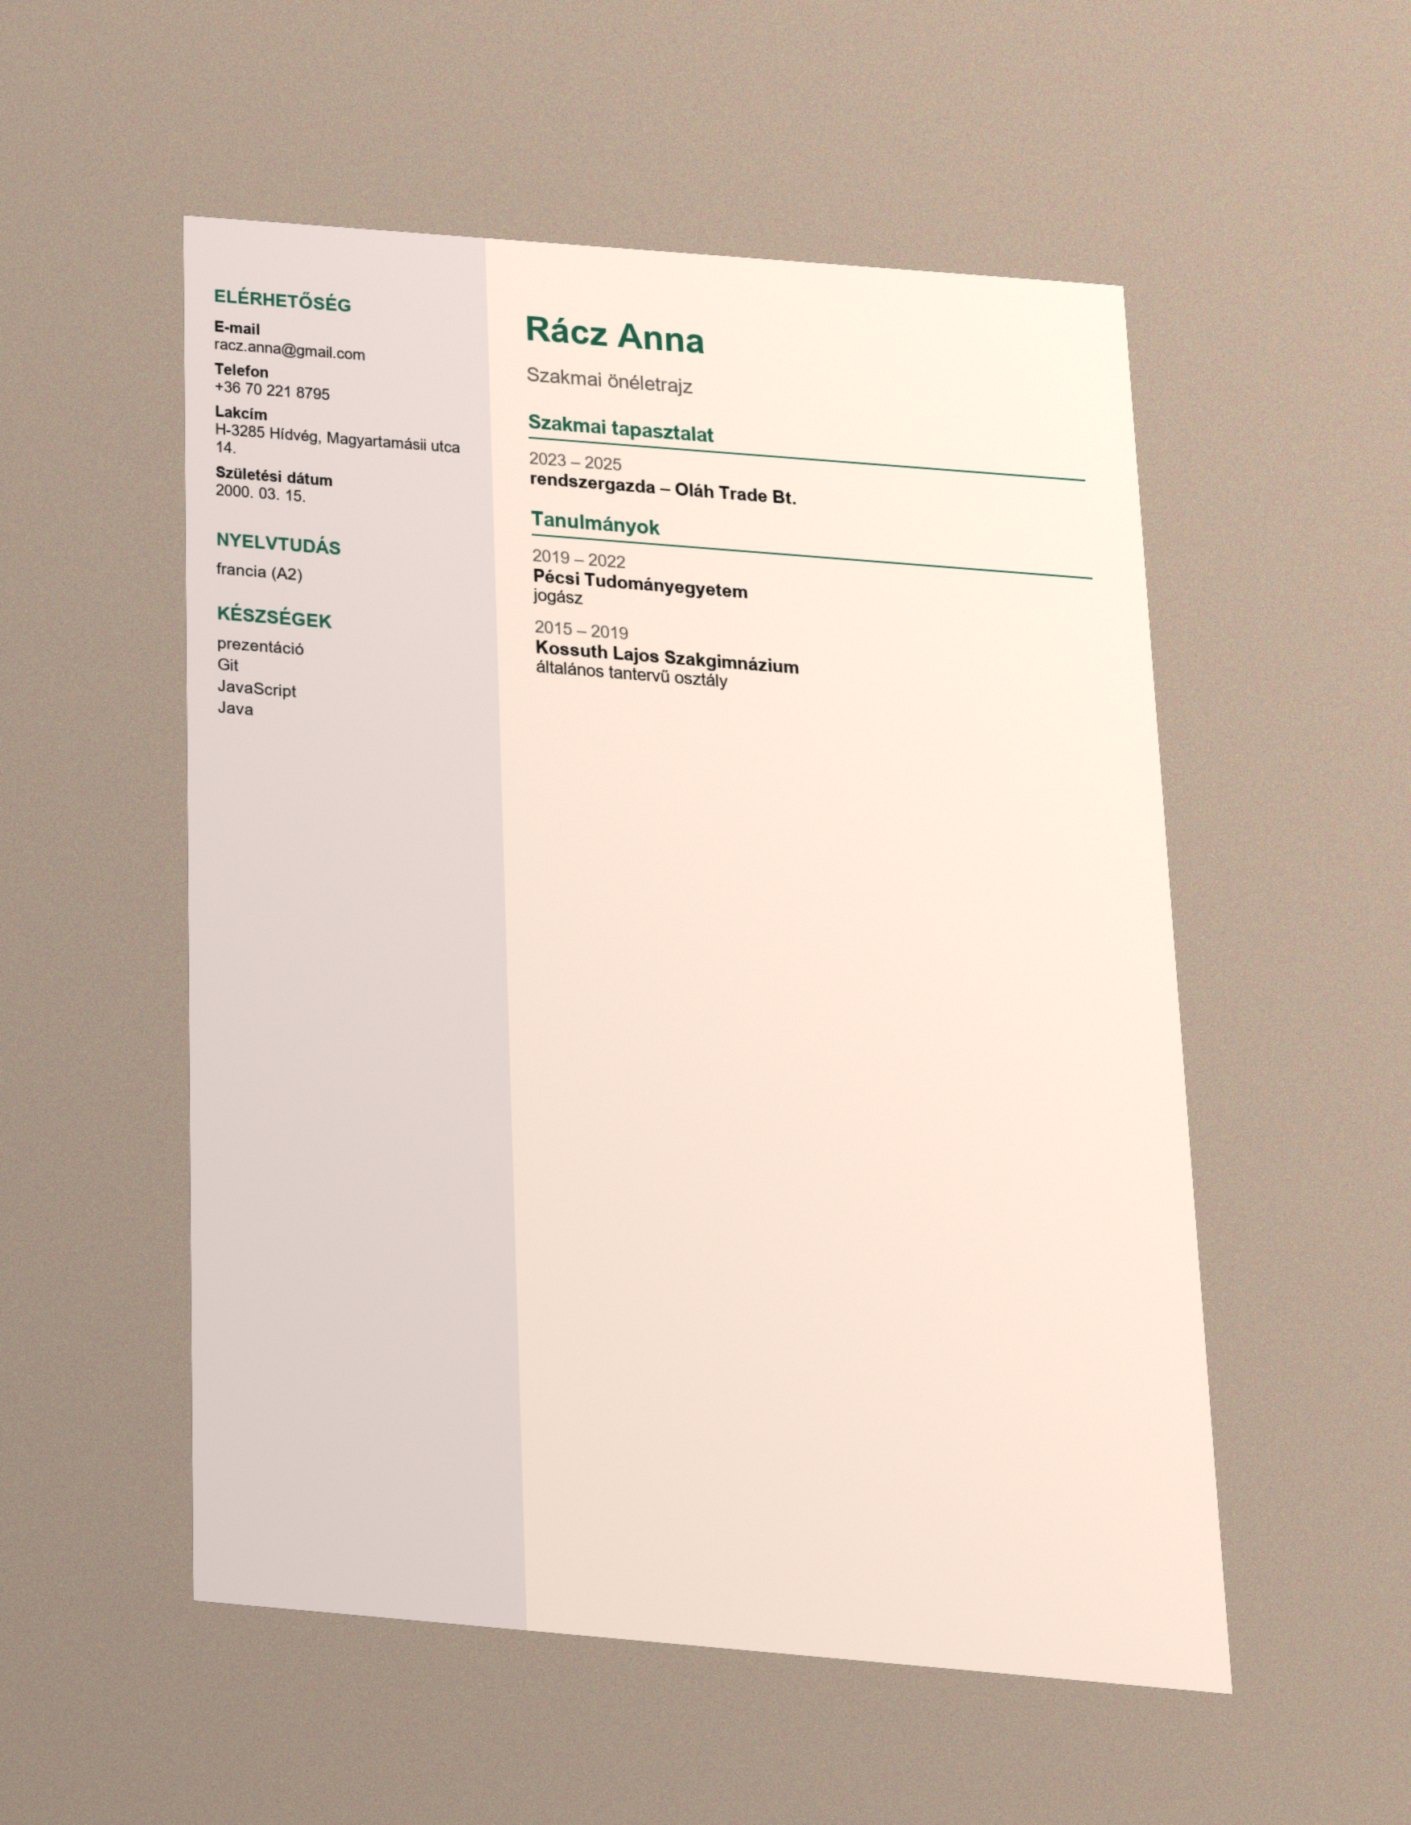 ELÉRHETŐSÉG
E-mail
racz.anna@gmail.com
Telefon
+36 70 221 8795
Lakcím
H-3285 Hídvég, Magyartamásii utca
14.
Születési dátum
2000. 03. 15.
NYELVTUDÁS
francia (A2)
KÉSZSÉGEK
prezentáció
Git
JavaScript
Java
Rácz Anna
Szakmai önéletrajz
Szakmai tapasztalat
2023 – 2025
rendszergazda – Oláh Trade Bt.
Tanulmányok
2019 – 2022
Pécsi Tudományegyetem
jogász
2015 – 2019
Kossuth Lajos Szakgimnázium
általános tantervű osztály